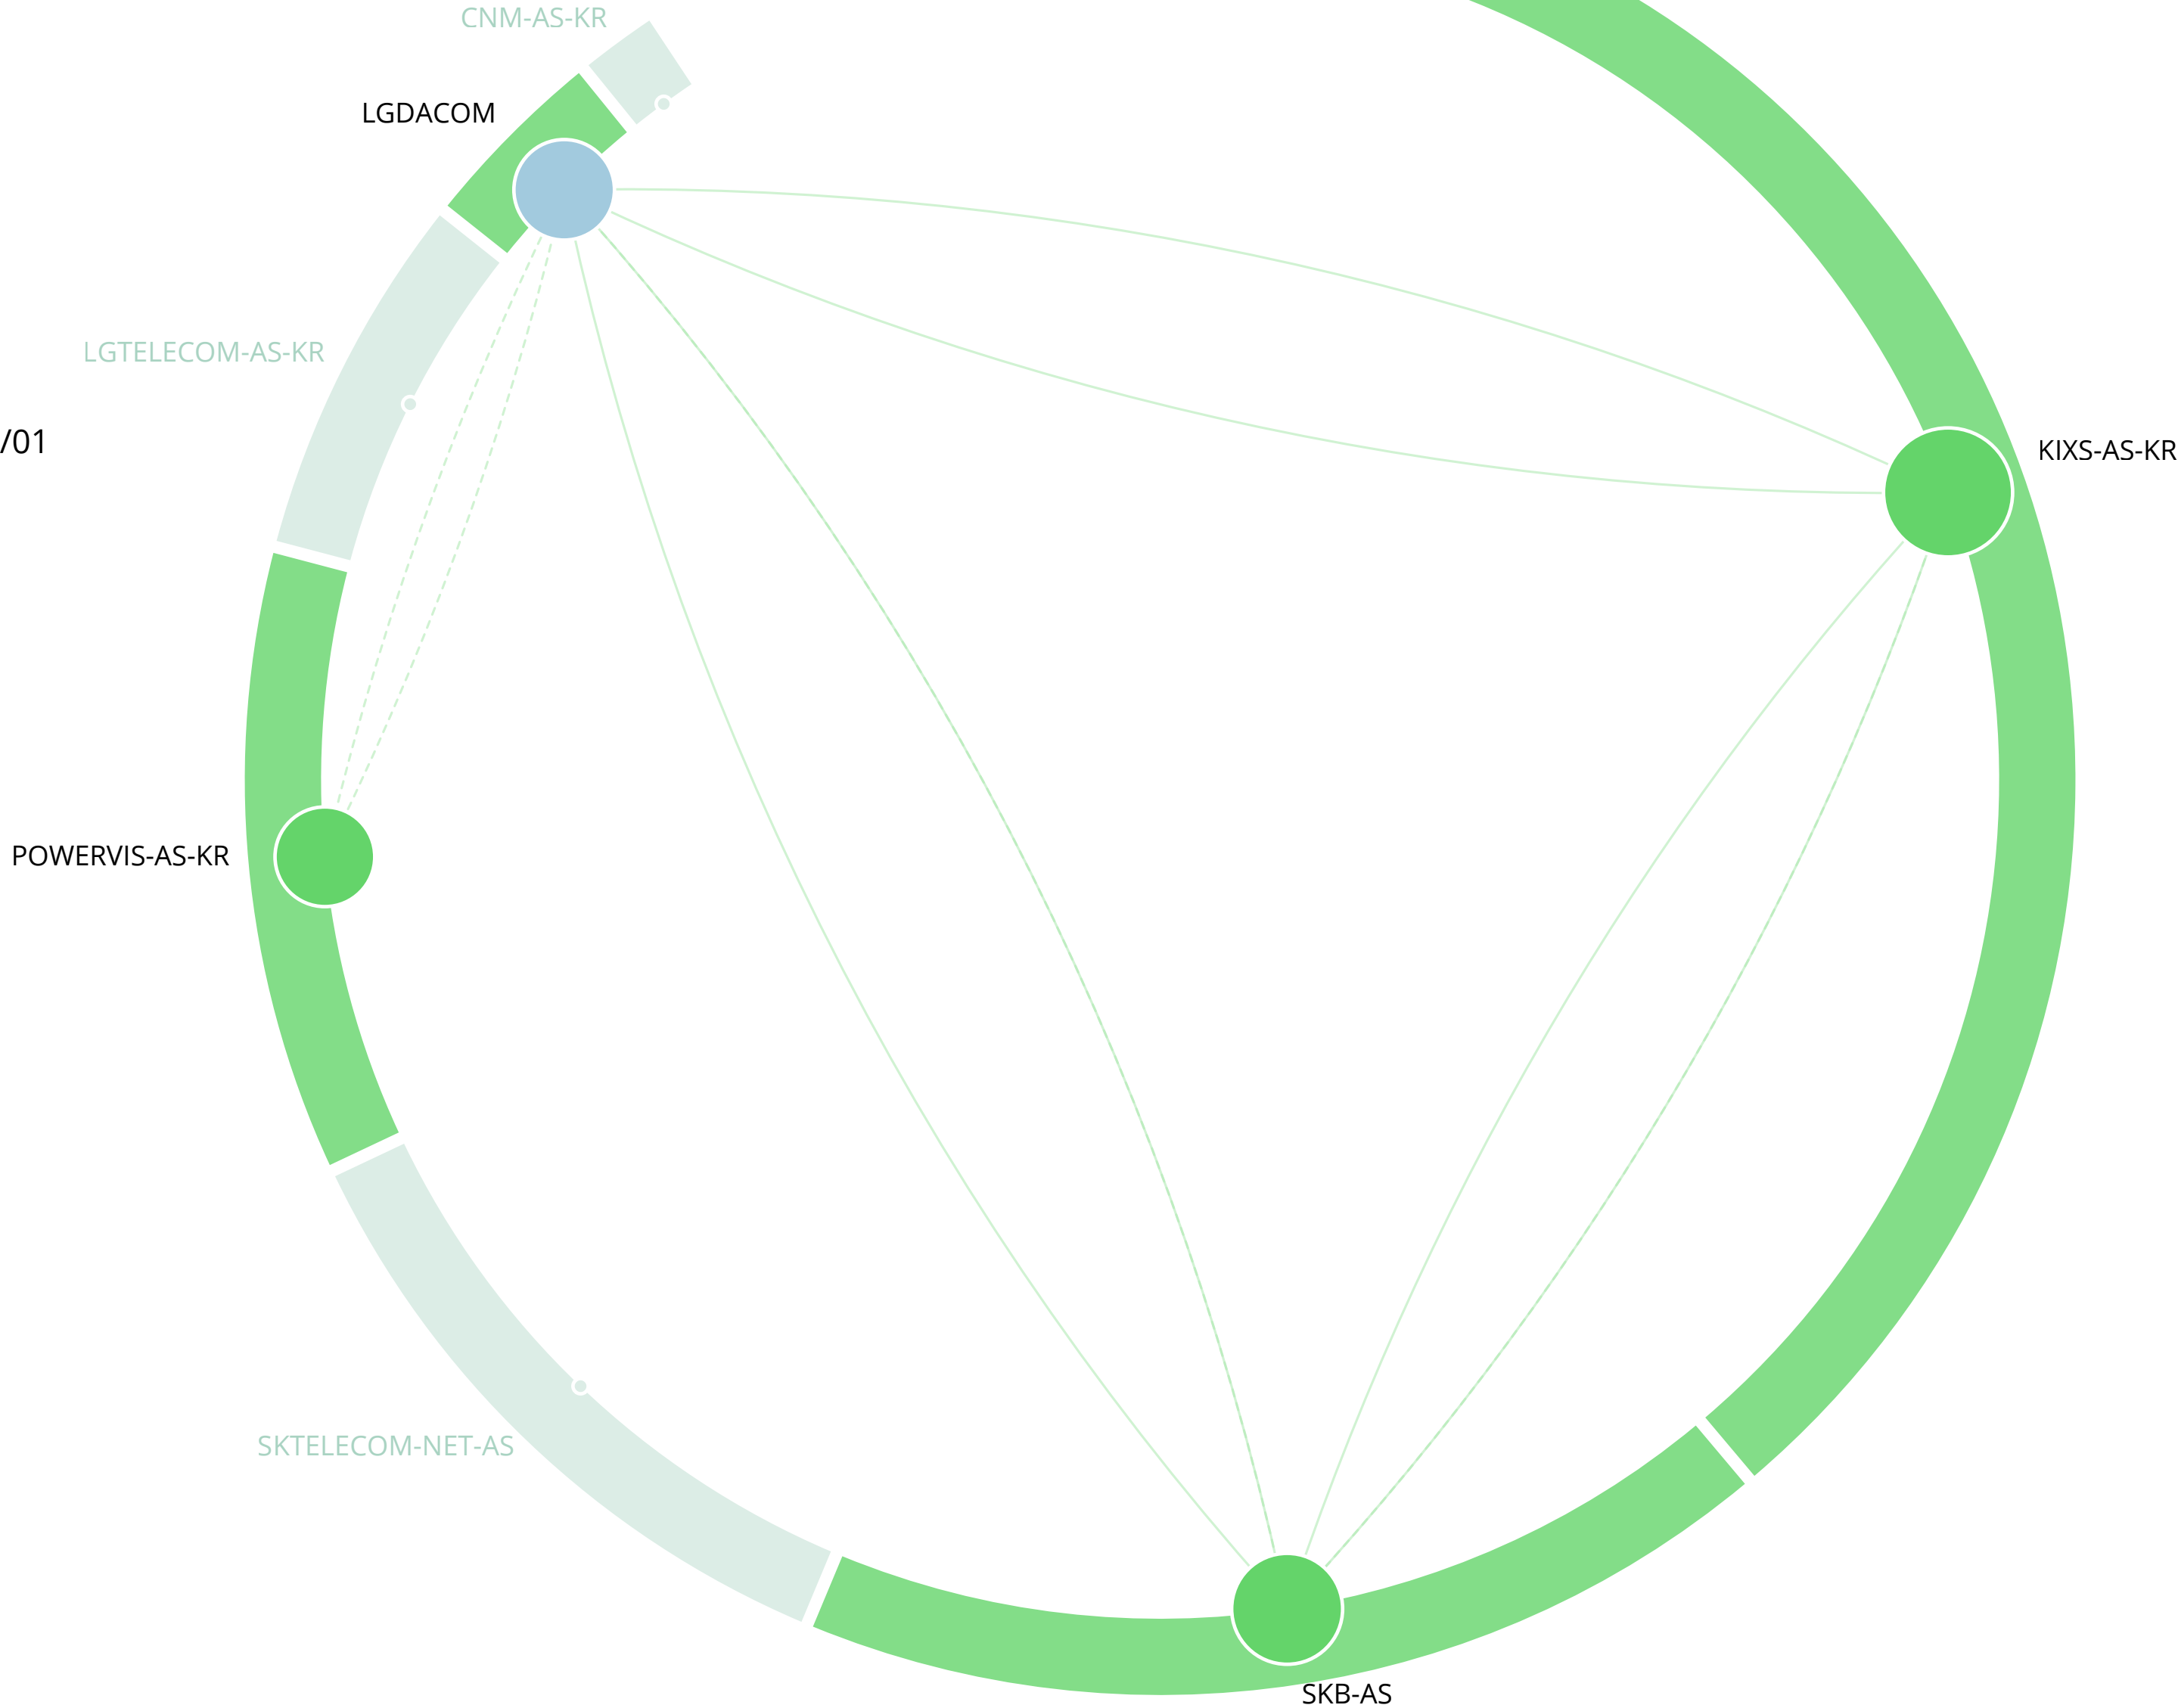 CNM-AS-KR
LGDACOM
LGTELECOM-AS-KR
/01
KIXS-AS-KR
POWERVIS-AS-KR
SKTELECOM-NET-AS
SKB-AS